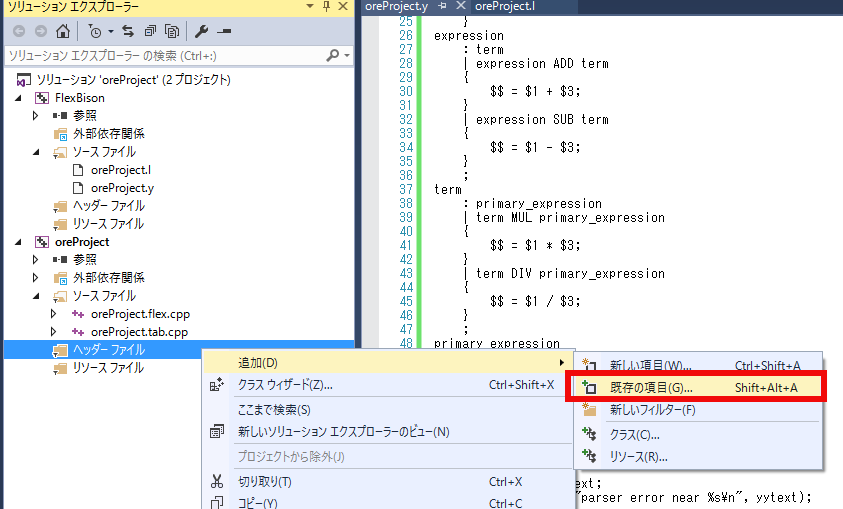 ソリューション エクスプローラー
ソリューション エクスプローラー の検索 (Ctrl+:)
ソリューション 'oreProject' (2 プロジェクト)
FlexBison
参照
外部依存関係
ソース ファイル
oreProject.l
oreProject.y
ヘッダー ファイル
リソース ファイル
oreProject
参照
外部依存関係
ソース ファイル
oreProject.flex.cpp
oreProject.tab.cpp
ヘッダー ファイル
リソース ファイル
oreProject.y oreProject.l
25 }
26 expression
27 : term
28 | expression ADD term
29 {
30 $$ = $1 + $3;
31 }
32 | expression SUB term
33 {
34 $$ = $1 - $3;
35 }
36 ;
37 term
38 : primary_expression
39 | term MUL primary_expression
40 {
41 $$ = $1 * $3;
42 }
43 | term DIV primary_expression
44 {
45 $$ = $1 / $3;
46 }
47 ;
48 primary_expression
ext;
"parser error near %s¥n", yytext);
追加(D)
クラス ウィザード(Z)... Ctrl+Shift+X
ここまで検索(S)
新しいソリューション エクスプローラーのビュー(N)
プロジェクトから除外(J)
切り取り(T) Ctrl+X
コピー(Y) Ctrl+C
新しい項目(W)... Ctrl+Shift+A
既存の項目(G)... Shift+Alt+A
新しいフィルター(F)
クラス(C)...
リソース(R)...